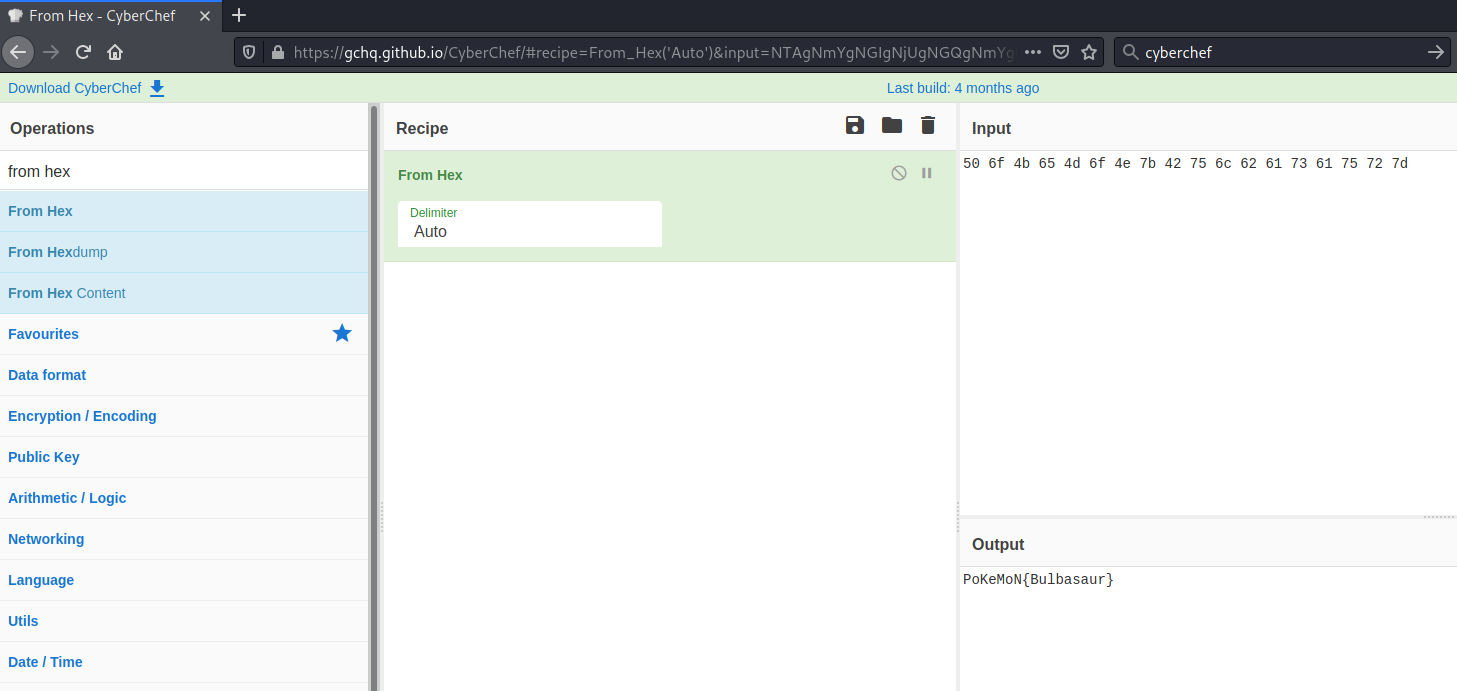 From Hex - CyberChef
https://gchq.github.io/CyberChef/#recipe=From_Hex('Auto')&input=NTAgNmYgNGIgNjUgNGQgNmYg
cyberchef
Download CyberChef
Last build: 4 months ago
Operations
from hex
From Hex
From Hexdump
From Hex Content
Favourites
Data format
Encryption / Encoding
Public Key
Arithmetic / Logic
Networking
Language
Utils
Date / Time
Recipe
From Hex
Delimiter
Auto
Input
50 6f 4b 65 4d 6f 4e 7b 42 75 6c 62 61 73 61 75 72 7d
Output
PoKeMoN{Bulbasaur}